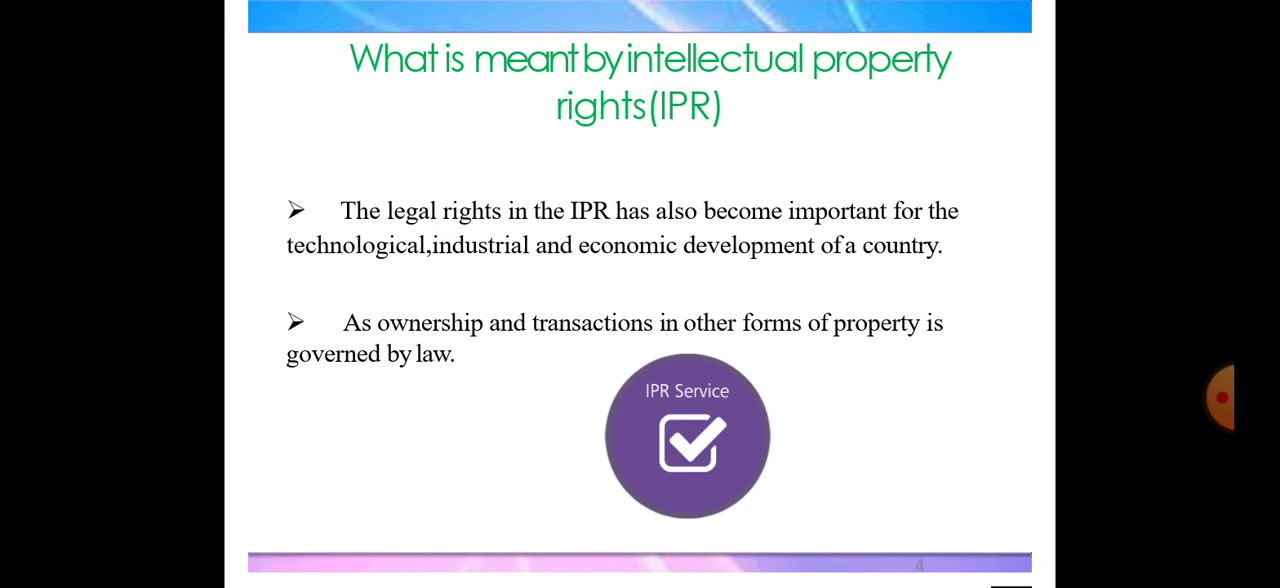 What is meant by intellectual property
rights(IPR)
➢ The legal rights in the IPR has also become important for the
technological,industrial and economic development of a country.
➢ As ownership and transactions in other forms of property is
governed by law.
IPR Service
4